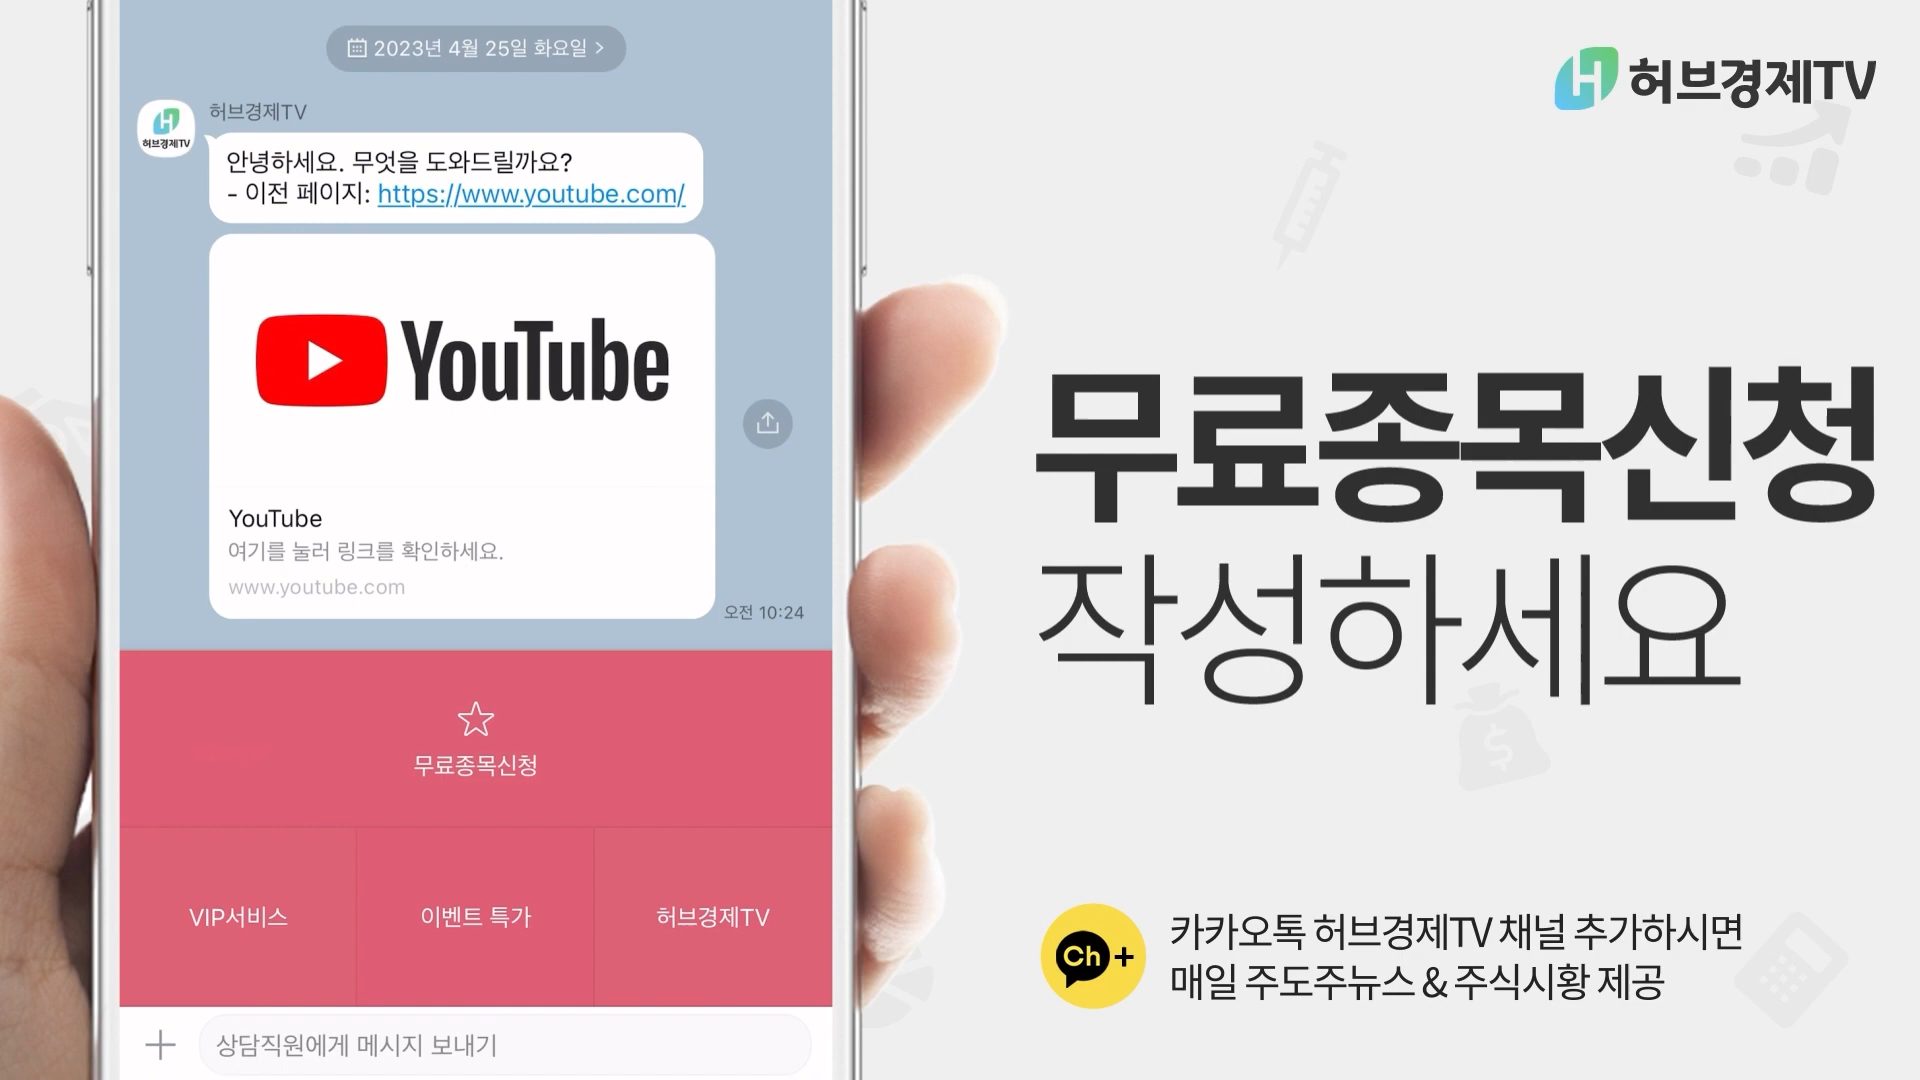 2023년 4월 25일 화요일 >
허브경제TV
허브경제TV
안녕하세요. 무엇을 도와드릴까요?
- 이전 페이지: https://www.youtube.com/
YouTube
YouTube
여기를 눌러 링크를 확인하세요.
www.youtube.com
오전 10:24
무료종목신청
VIP서비스
이벤트 특가
허브경제TV
상담직원에게 메시지 보내기
허브경제TV
무료종목신청
작성하세요
Ch+
카카오톡 허브경제TV 채널 추가하시면
매일 주도주뉴스 & 주식시황 제공